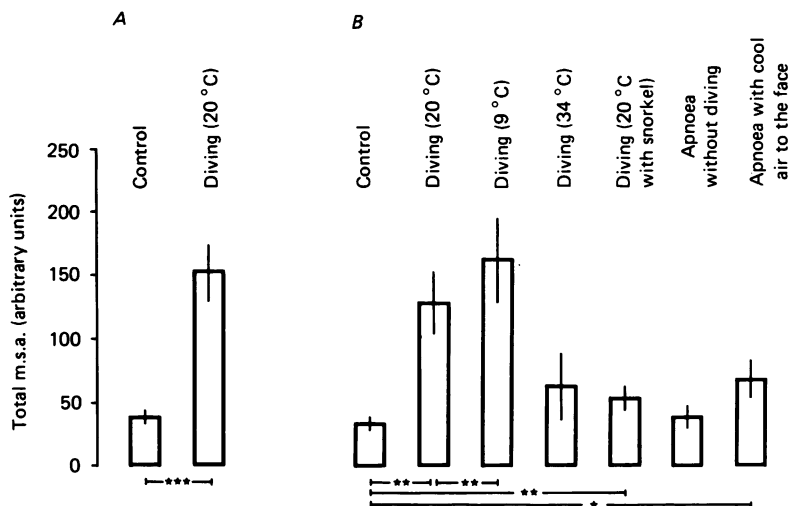 A
B
Control
Diving (20 °C)
Control
Diving (20 °C)
Diving (9 °C)
Diving (34 °C)
Diving (20 °C
with snorkel)
Apnoea
without diving
Apnoea with cool
air to the face
Total m.s.a. (arbitrary units)
250
200
150
100
50
0
***
**
**
**
*